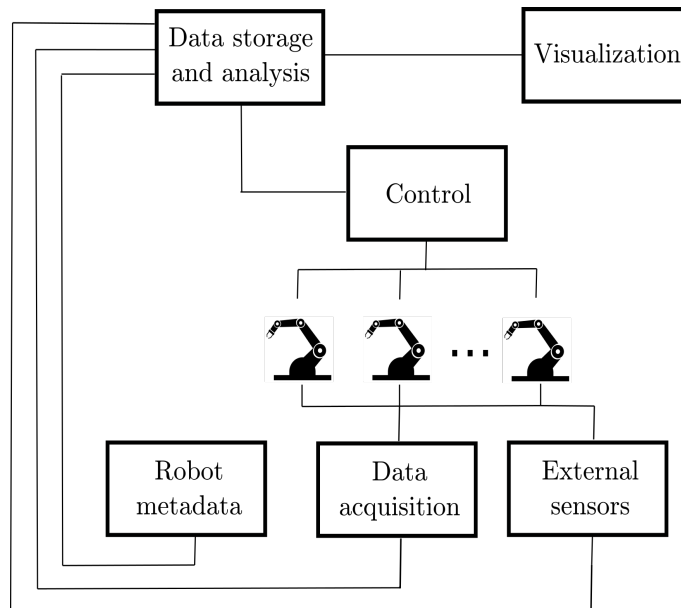 Data storage
and analysis
Visualization
Control
Robot
metadata
Data
acquisition
External
sensors